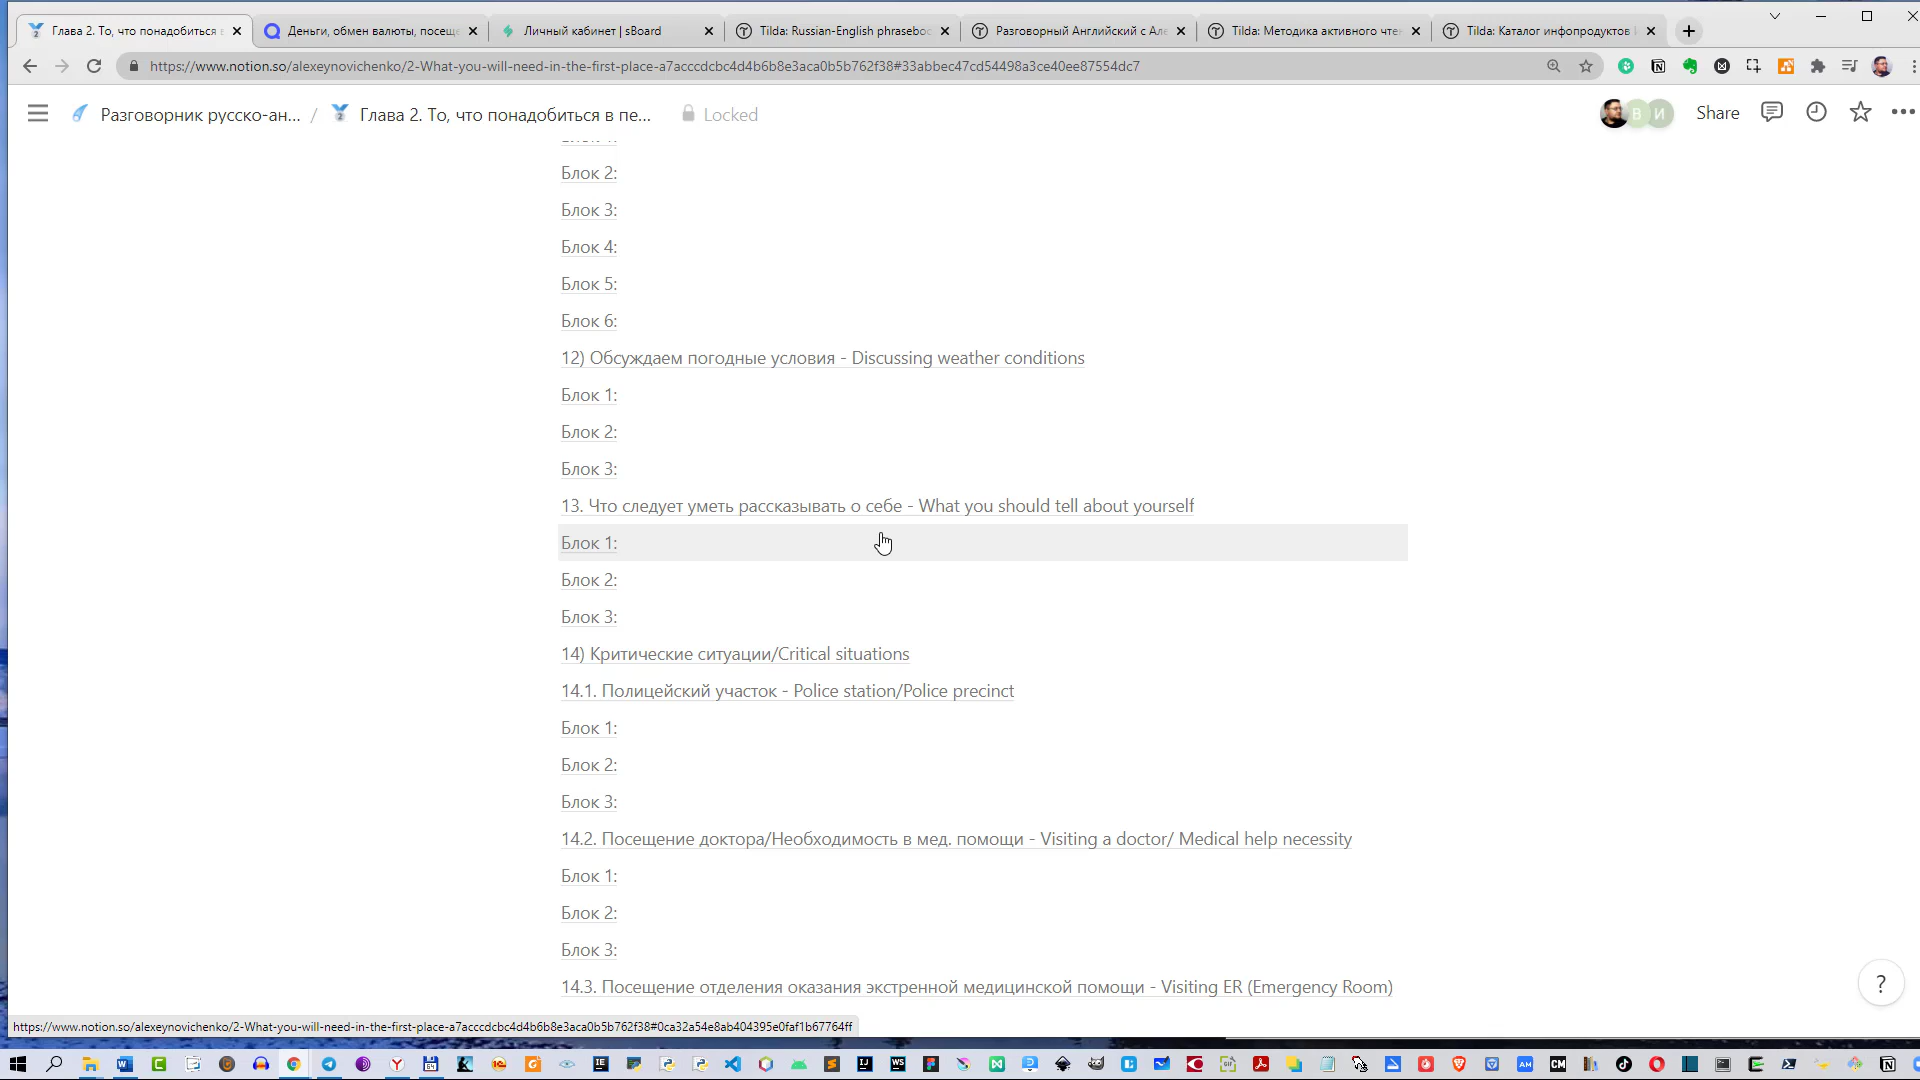 Глава 2. То, что понадобиться в
Деньги, обмен валюты, посеще
Личный кабинет | sBoard
Tilda: Russian-English phraseboc
Разговорный Английский с Але
Tilda: Методика активного чте
Tilda: Каталог инфопродуктов
https://www.notion.so/alexeynovichenko/2-What-you-will-need-in-the-first-place-a7acccdcbc4d4b6b8e3aca0b5b762f38#33abbec47cd54498a3ce40ee87554dc7
Разговорник русско-ан... / Глава 2. То, что понадобиться в пе... Locked
В И Share
Блок 2:
Блок 3:
Блок 4:
Блок 5:
Блок 6:
12) Обсуждаем погодные условия - Discussing weather conditions
Блок 1:
Блок 2:
Блок 3:
13. Что следует уметь рассказывать о себе - What you should tell about yourself
Блок 1:
Блок 2:
Блок 3:
14) Критические ситуации/Critical situations
14.1. Полицейский участок - Police station/Police precinct
Блок 1:
Блок 2:
Блок 3:
14.2. Посещение доктора/Необходимость в мед. помощи - Visiting a doctor/ Medical help necessity
Блок 1:
Блок 2:
Блок 3:
14.3. Посещение отделения оказания экстренной медицинской помощи - Visiting ER (Emergency Room)
?
https://www.notion.so/alexeynovichenko/2-What-you-will-need-in-the-first-place-a7acccdcbc4d4b6b8e3aca0b5b762f38#0ca32a54e8ab404395e0faf1b67764ff